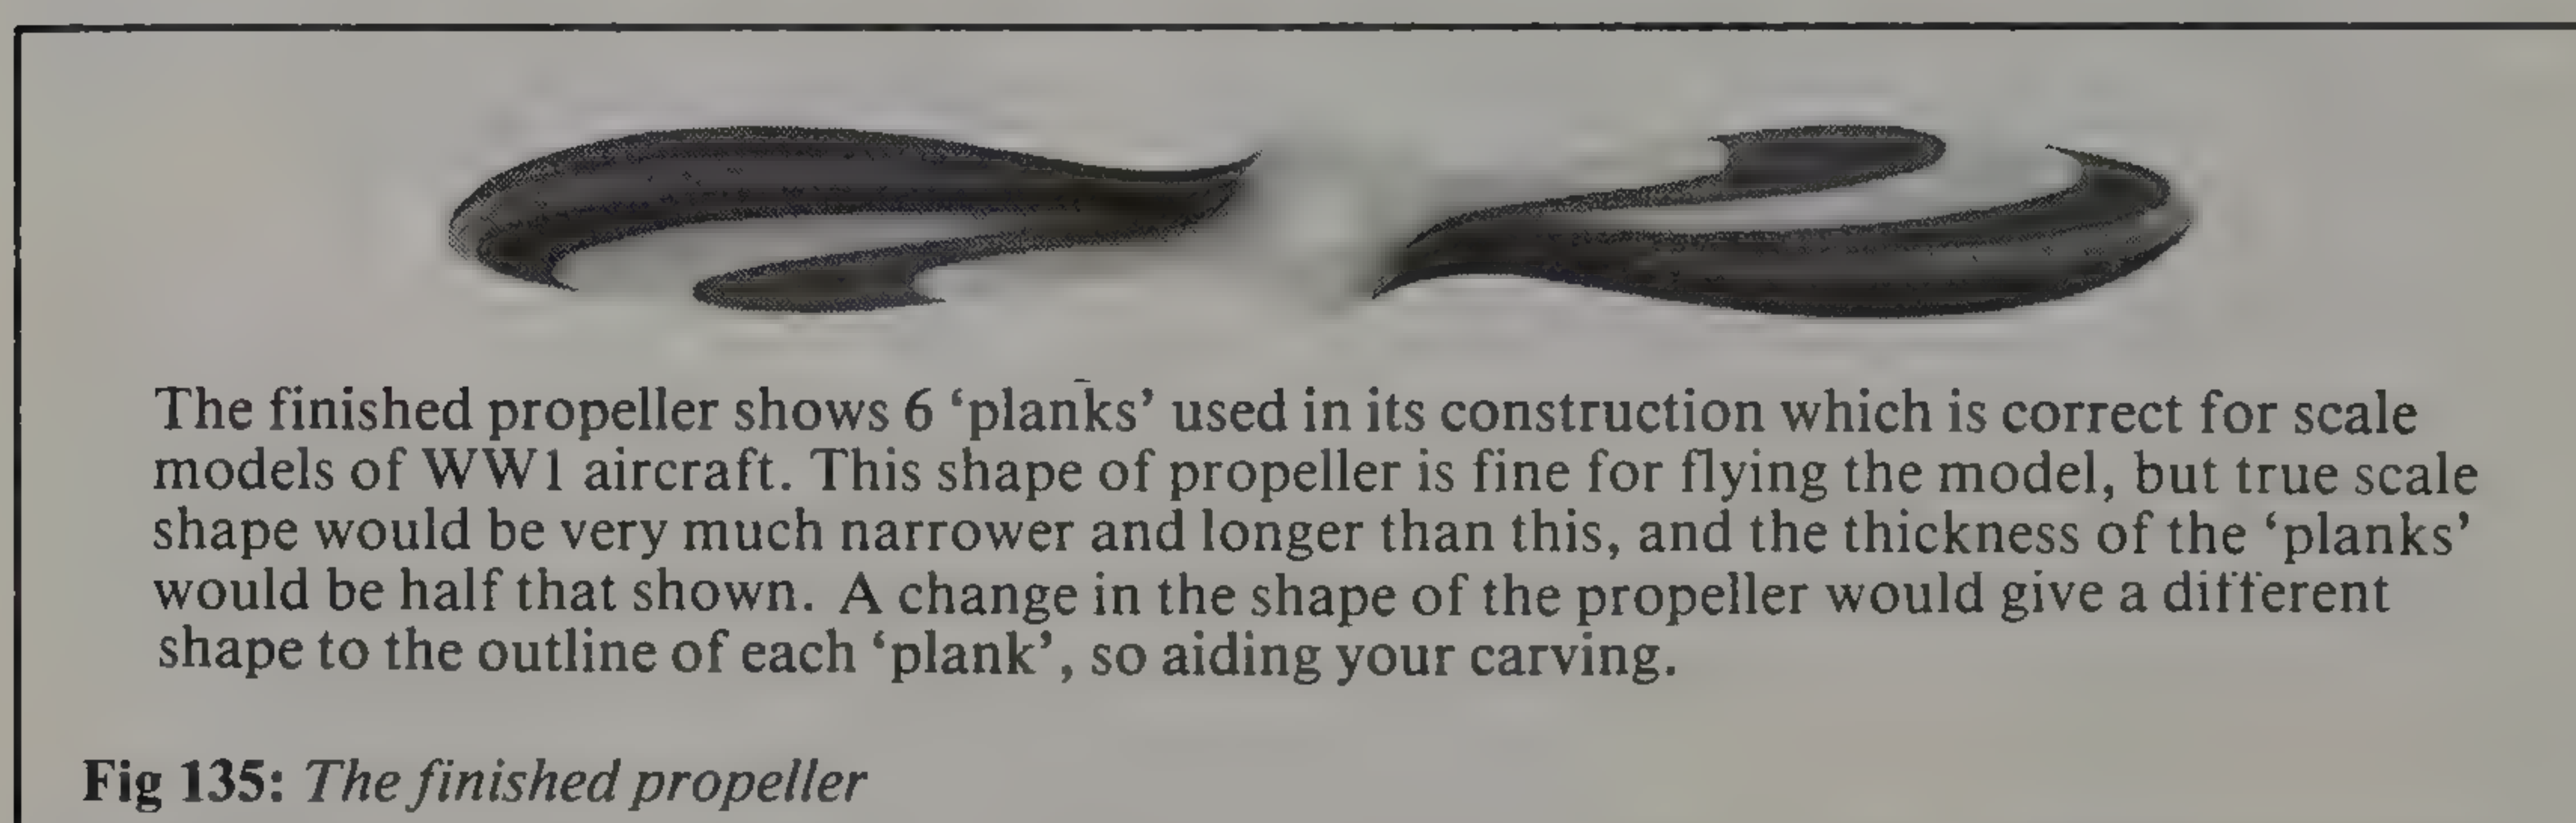 The finished propeller shows 6 ‘planks’ used in its construction which is correct for scale
models of WW1 aircraft. This shape of propeller is fine for flying the model, but true scale
shape would be very much narrower and longer than this, and the thickness of the ‘planks’
would be half that shown. A change in the shape of the propeller would give a different
shape to the outline of each ‘plank’, so aiding your carving.
Fig 135: The finished propeller